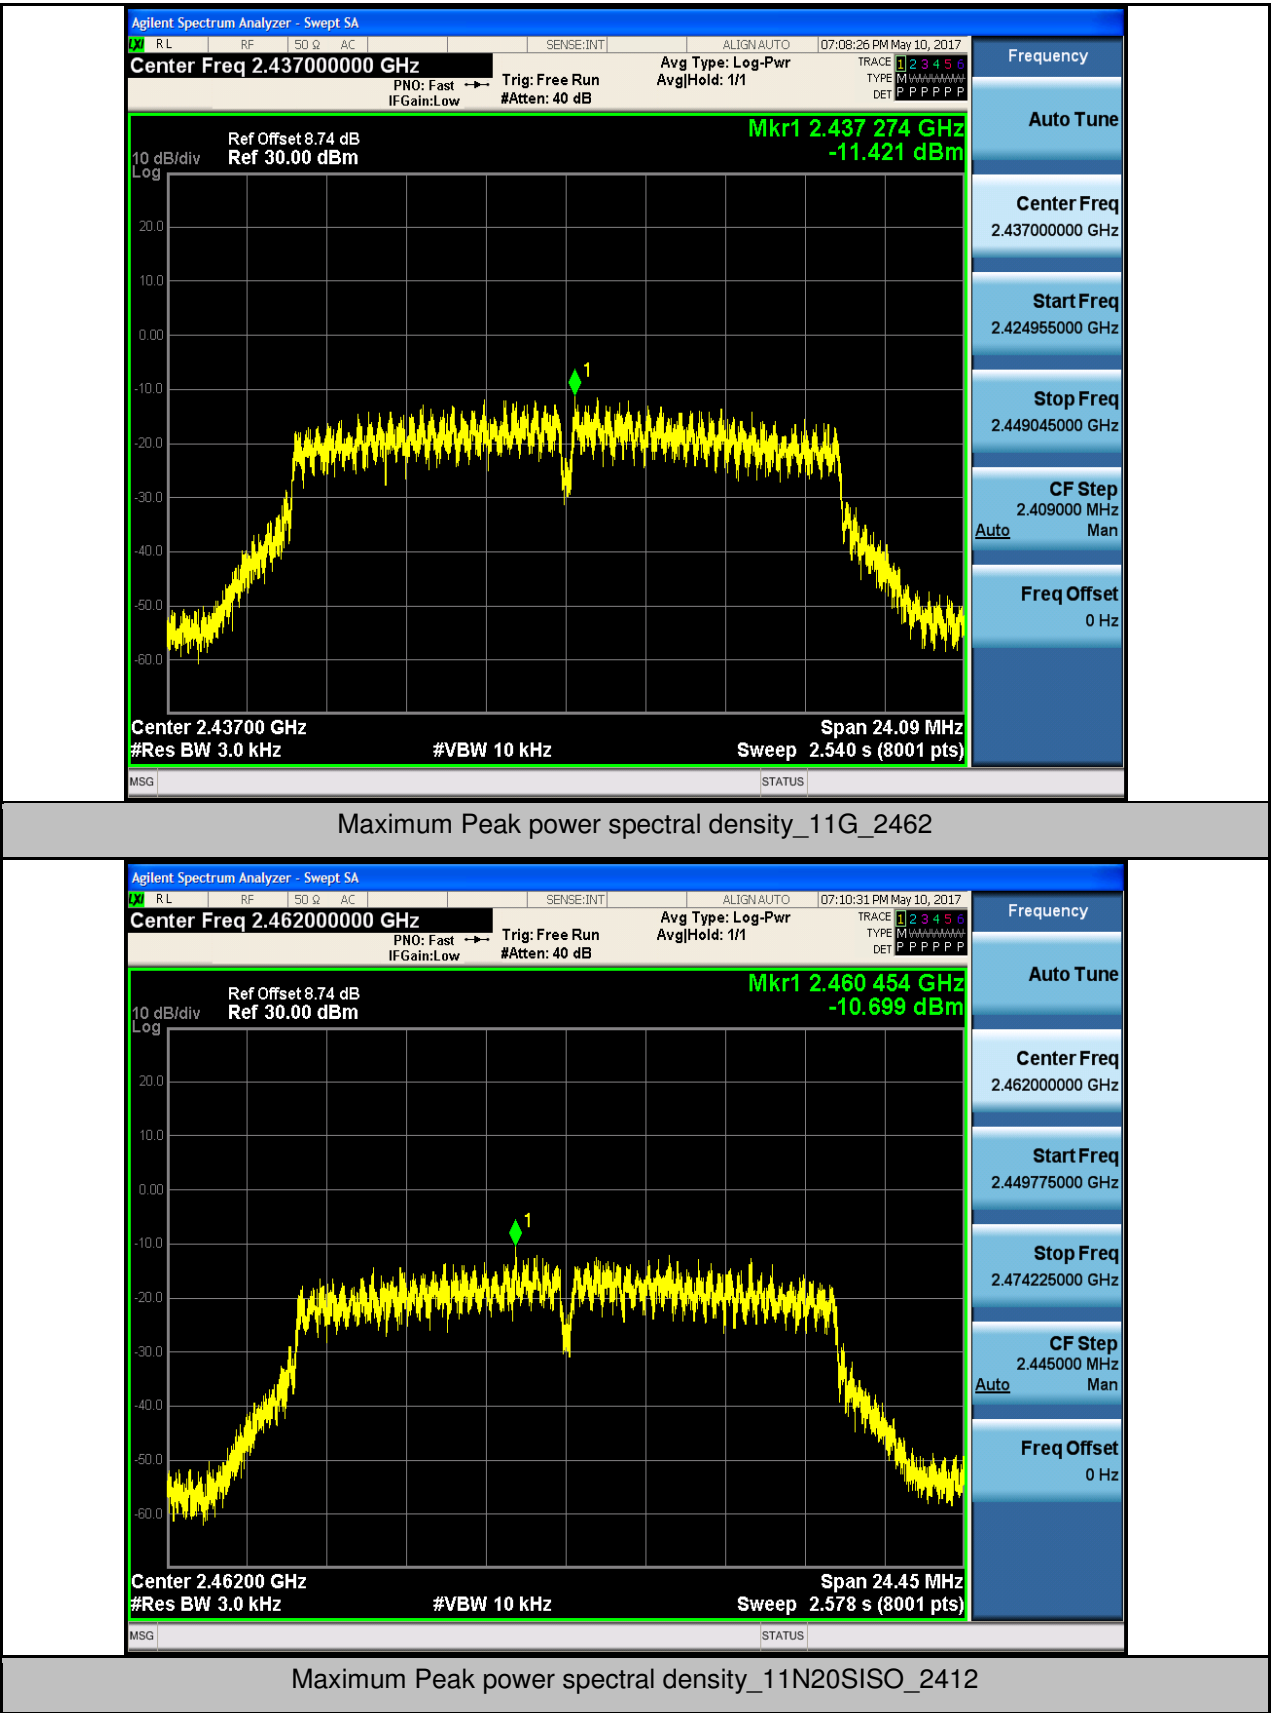 Agilent Spectrum Analyzer - Swept SA
LXI RL RF 50 Ω AC SENSE:INT ALIGN AUTO 07:08:26 PM May 10, 2017
Center Freq 2.437000000 GHz
PNO: Fast
IFGain:Low
Trig: Free Run
#Atten: 40 dB
Avg Type: Log-Pwr
Avg|Hold: 1/1
TRACE 1 2 3 4 5 6
TYPE M WWWWW
DET P P P P P P
Frequency
Auto Tune
Center Freq
2.437000000 GHz
Start Freq
2.424955000 GHz
Stop Freq
2.449045000 GHz
CF Step
2.409000 MHz
Auto Man
Freq Offset
0 Hz
Mkr1 2.437 274 GHz
-11.421 dBm
Ref Offset 8.74 dB
10 dB/div Ref 30.00 dBm
Log
20.0
10.0
0.00
1
-10.0
-20.0
-30.0
-40.0
-50.0
-60.0
Center 2.43700 GHz Span 24.09 MHz
#Res BW 3.0 kHz #VBW 10 kHz Sweep 2.540 s (8001 pts)
MSG STATUS
Maximum Peak power spectral density_11G_2462
Agilent Spectrum Analyzer - Swept SA
LXI RL RF 50 Ω AC SENSE:INT ALIGN AUTO 07:10:31 PM May 10, 2017
Center Freq 2.462000000 GHz
PNO: Fast
IFGain:Low
Trig: Free Run
#Atten: 40 dB
Avg Type: Log-Pwr
Avg|Hold: 1/1
TRACE 1 2 3 4 5 6
TYPE M WWWWW
DET P P P P P P
Frequency
Auto Tune
Center Freq
2.462000000 GHz
Start Freq
2.449775000 GHz
Stop Freq
2.474225000 GHz
CF Step
2.445000 MHz
Auto Man
Freq Offset
0 Hz
Mkr1 2.460 454 GHz
-10.699 dBm
Ref Offset 8.74 dB
10 dB/div Ref 30.00 dBm
Log
20.0
10.0
0.00
1
-10.0
-20.0
-30.0
-40.0
-50.0
-60.0
Center 2.46200 GHz Span 24.45 MHz
#Res BW 3.0 kHz #VBW 10 kHz Sweep 2.578 s (8001 pts)
MSG STATUS
Maximum Peak power spectral density_11N20SISO_2412